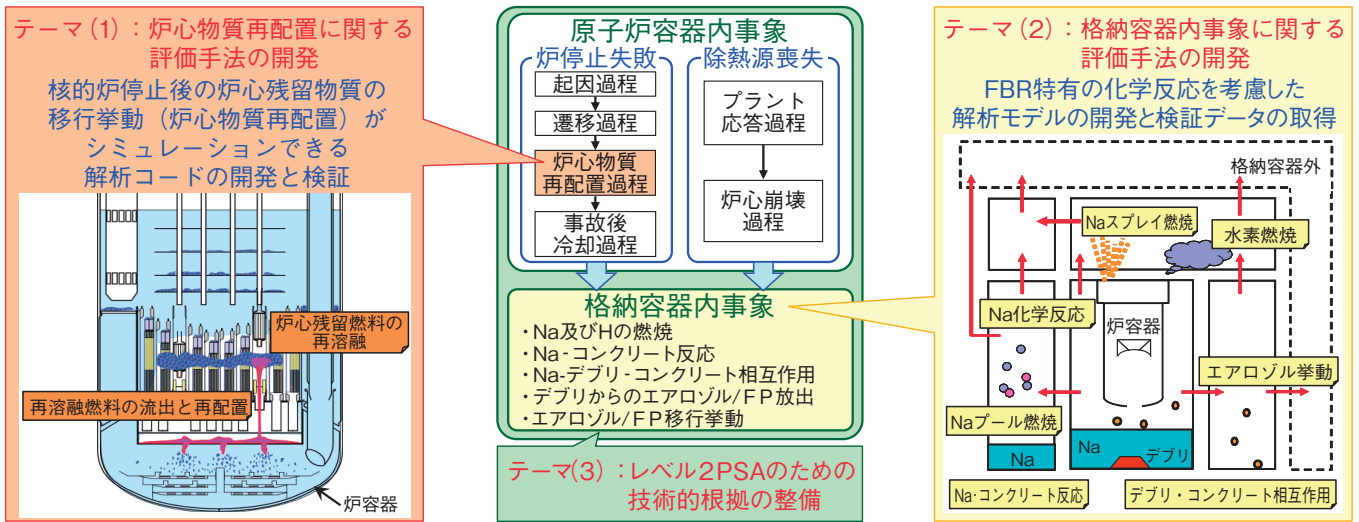 テーマ(1)：炉心物質再配置に関する
評価手法の開発
核的炉停止後の炉心残留物質の
移行挙動（炉心物質再配置）が
シミュレーションできる
解析コードの開発と検証
炉心残留燃料の
再溶融
再溶融燃料の流出と再配置
炉容器
原子炉容器内事象
炉停止失敗
起因過程
遷移過程
炉心物質
再配置過程
事故後
冷却過程
除熱源喪失
プラント
応答過程
炉心崩壊
過程
格納容器内事象
・Na及びHの燃焼
・Na-コンクリート反応
・Na-デブリ-コンクリート相互作用
・デブリからのエアロゾル/FP放出
・エアロゾル/FP移行挙動
テーマ(3)：レベル2PSAのための
技術的根拠の整備
テーマ(2)：格納容器内事象に関する
評価手法の開発
FBR特有の化学反応を考慮した
解析モデルの開発と検証データの取得
格納容器外
Naスプレイ燃焼
水素燃焼
Na化学反応
炉容器
エアロゾル挙動
Naプール燃焼
Na
Na
デブリ
Na・コンクリート反応
デブリ・コンクリート相互作用